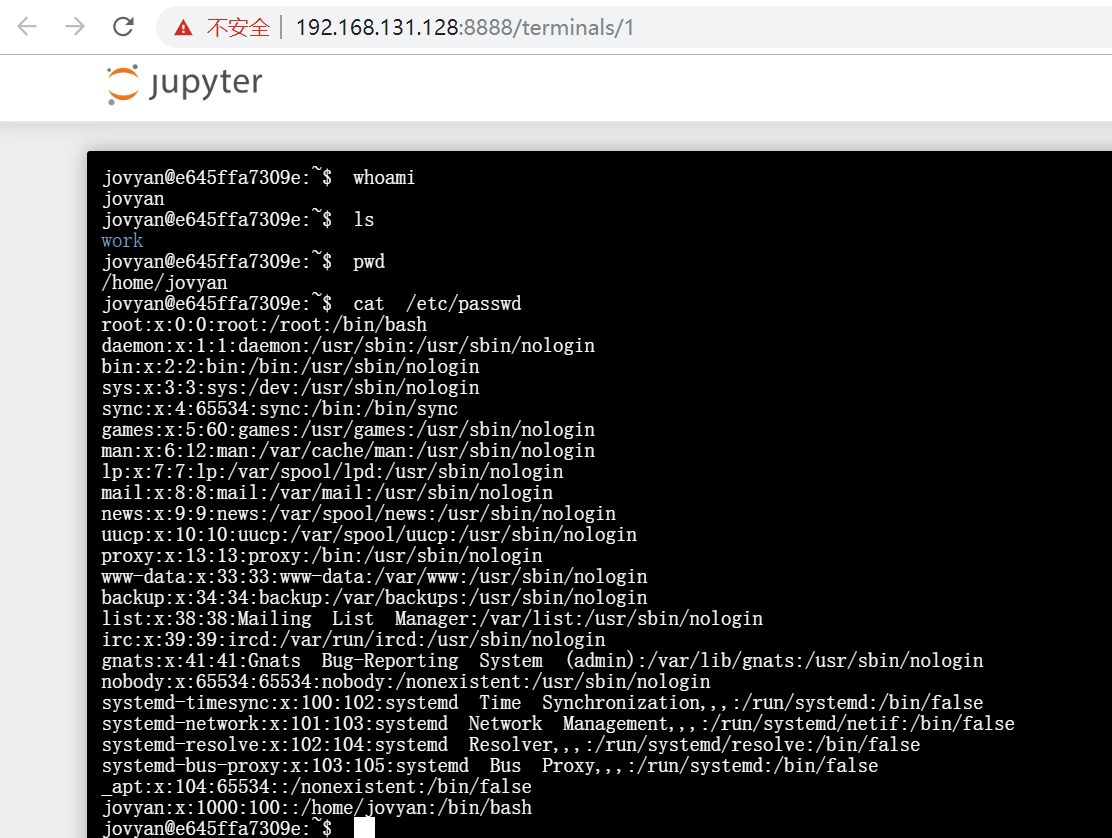 不安全 | 192.168.131.128:8888/terminals/1
jupyter
jovyan@e645ffa7309e:~$ whoami
jovyan
jovyan@e645ffa7309e:~$ ls
work
jovyan@e645ffa7309e:~$ pwd
/home/jovyan
jovyan@e645ffa7309e:~$ cat /etc/passwd
root:x:0:0:root:/root:/bin/bash
daemon:x:1:1:daemon:/usr/sbin:/usr/sbin/nologin
bin:x:2:2:bin:/bin:/usr/sbin/nologin
sys:x:3:3:sys:/dev:/usr/sbin/nologin
sync:x:4:65534:sync:/bin:/bin/sync
games:x:5:60:games:/usr/games:/usr/sbin/nologin
man:x:6:12:man:/var/cache/man:/usr/sbin/nologin
lp:x:7:7:lp:/var/spool/lpd:/usr/sbin/nologin
mail:x:8:8:mail:/var/mail:/usr/sbin/nologin
news:x:9:9:news:/var/spool/news:/usr/sbin/nologin
uucp:x:10:10:uucp:/var/spool/uucp:/usr/sbin/nologin
proxy:x:13:13:proxy:/bin:/usr/sbin/nologin
www-data:x:33:33:www-data:/var/www:/usr/sbin/nologin
backup:x:34:34:backup:/var/backups:/usr/sbin/nologin
list:x:38:38:Mailing List Manager:/var/list:/usr/sbin/nologin
irc:x:39:39:ircd:/var/run/ircd:/usr/sbin/nologin
gnats:x:41:41:Gnats Bug-Reporting System (admin):/var/lib/gnats:/usr/sbin/nologin
nobody:x:65534:65534:nobody:/nonexistent:/usr/sbin/nologin
systemd-timesync:x:100:102:systemd Time Synchronization,,,:/run/systemd:/bin/false
systemd-network:x:101:103:systemd Network Management,,,:/run/systemd/netif:/bin/false
systemd-resolve:x:102:104:systemd Resolver,,,:/run/systemd/resolve:/bin/false
systemd-bus-proxy:x:103:105:systemd Bus Proxy,,,:/run/systemd:/bin/false
_apt:x:104:65534::/nonexistent:/bin/false
jovyan:x:1000:100::/home/jovyan:/bin/bash
jovyan@e645ffa7309e:~$